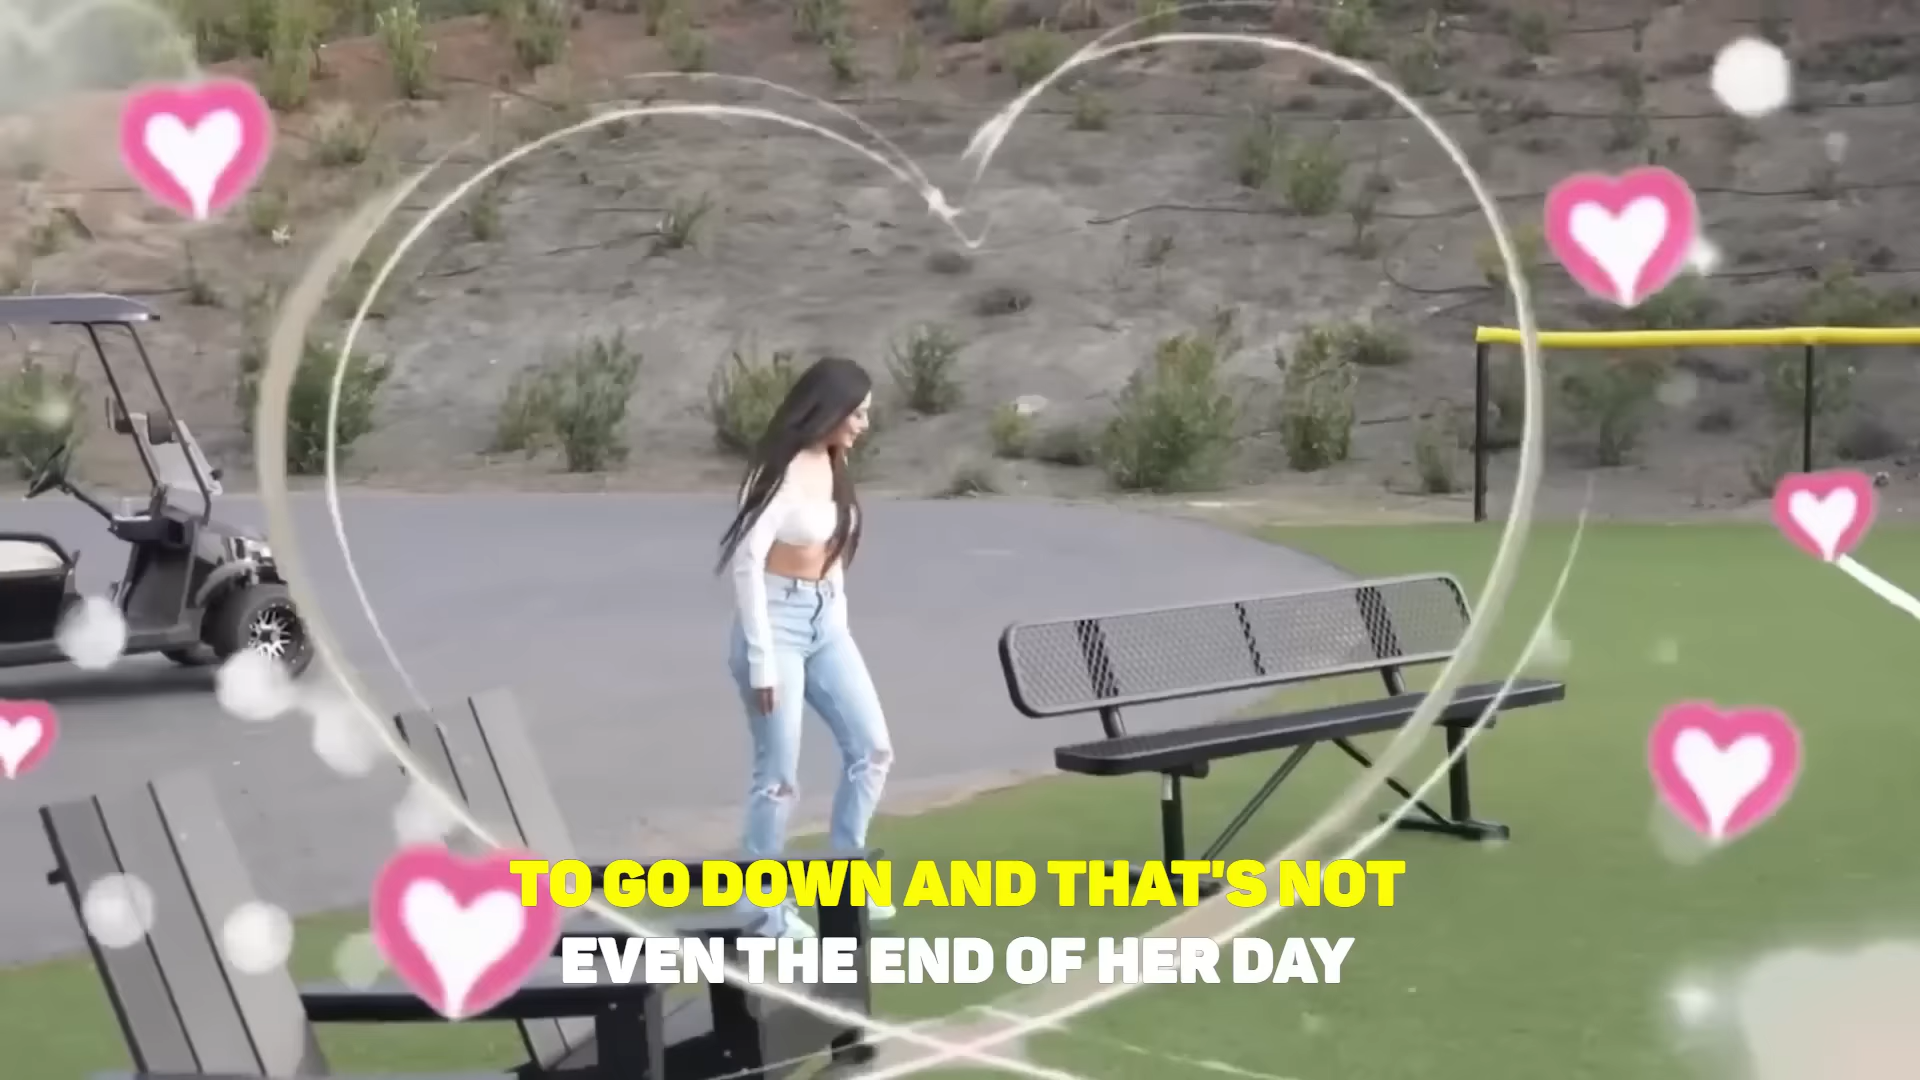 TO GO DOWN AND THAT'S NOT
EVEN THE END OF HER DAY